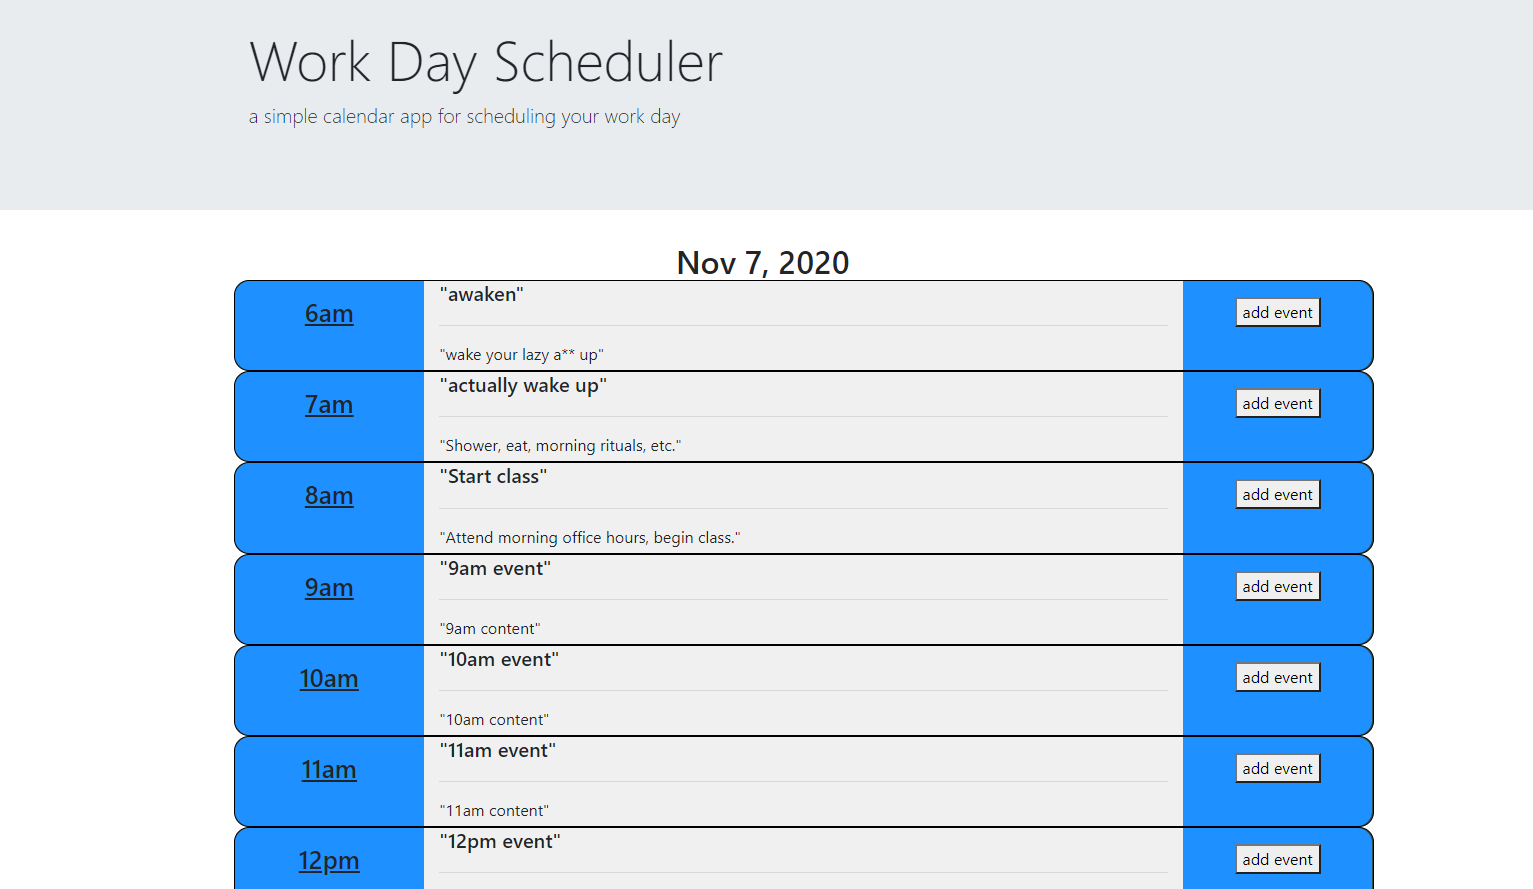 Work Day Scheduler
a simple calendar app for scheduling your work day
Nov 7, 2020
6am
"awaken"
add event
"wake your lazy a** up"
7am
"actually wake up"
add event
"Shower, eat, morning rituals, etc."
8am
"Start class"
add event
"Attend morning office hours, begin class."
9am
"9am event"
add event
"9am content"
10am
"10am event"
add event
"10am content"
11am
"11am event"
add event
"11am content"
12pm
"12pm event"
add event